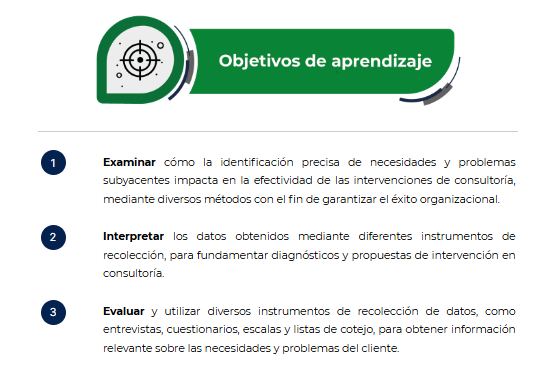 Objetivos de aprendizaje
1
Examinar cómo la identificación precisa de necesidades y problemas
subyacentes impacta en la efectividad de las intervenciones de consultoría,
mediante diversos métodos con el fin de garantizar el éxito organizacional.
2
Interpretar los datos obtenidos mediante diferentes instrumentos de
recolección, para fundamentar diagnósticos y propuestas de intervención en
consultoría.
3
Evaluar y utilizar diversos instrumentos de recolección de datos, como
entrevistas, cuestionarios, escalas y listas de cotejo, para obtener información
relevante sobre las necesidades y problemas del cliente.